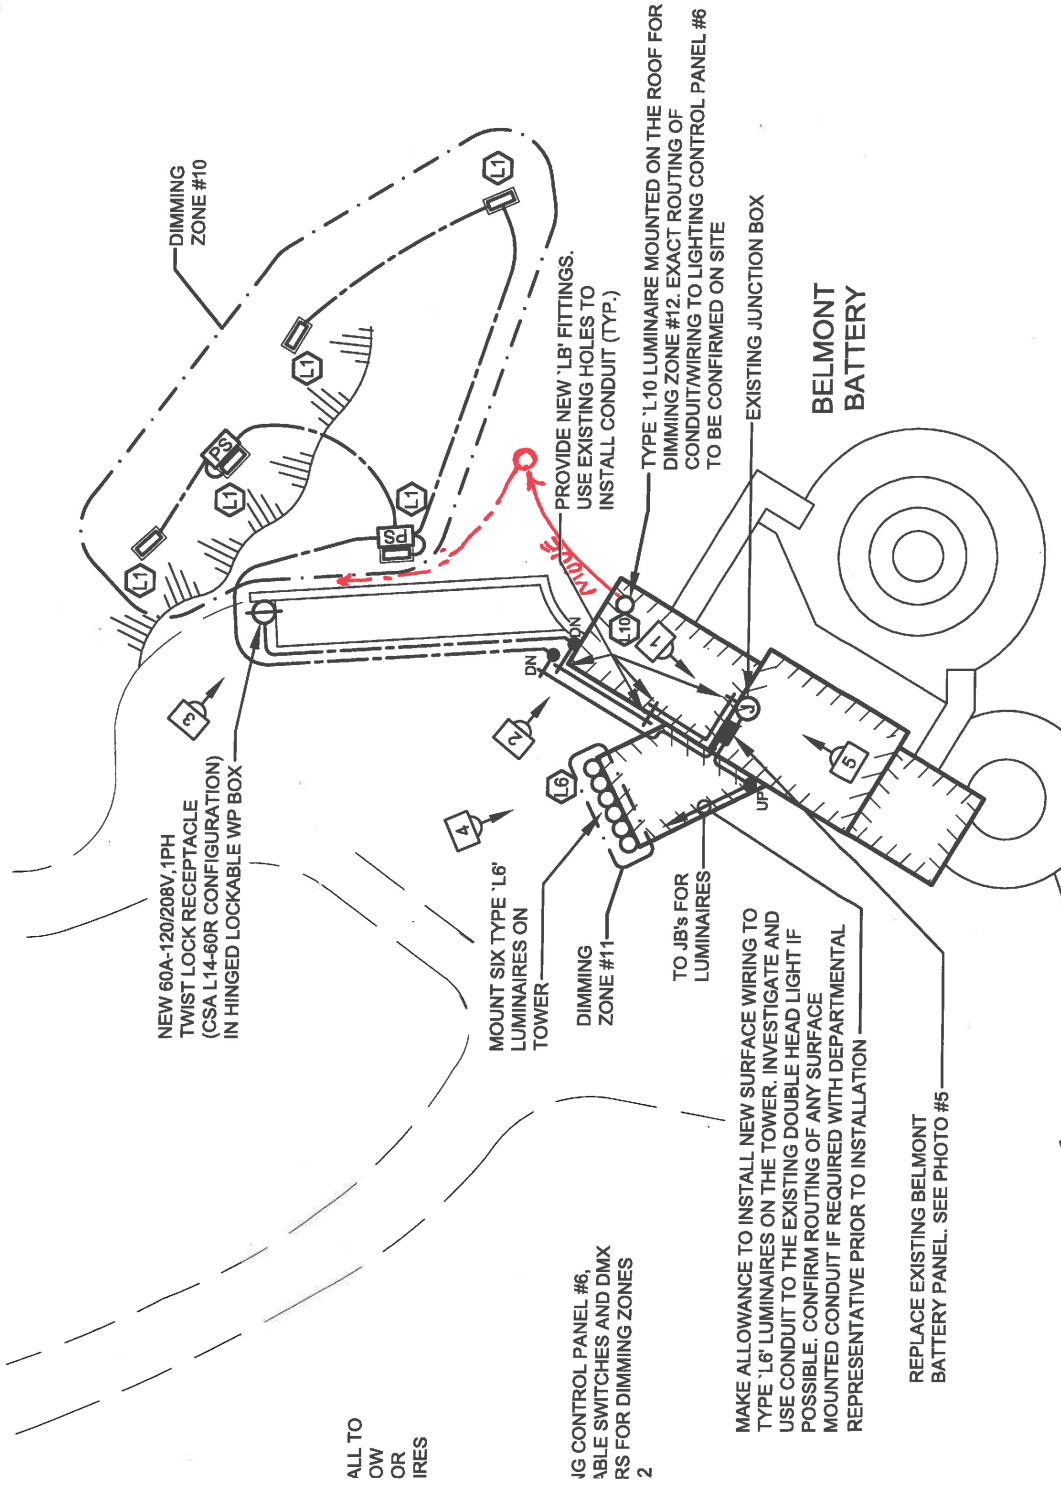 DIMMING
ZONE #10
L1
L1
L1
L1
L1
PS
PS
TYPE `L10 LUMINAIRE MOUNTED ON THE ROOF FOR
DIMMING ZONE #12. EXACT ROUTING OF
CONDUIT/WIRING TO LIGHTING CONTROL PANEL #6
TO BE CONFIRMED ON SITE
PROVIDE NEW `LB' FITTINGS.
USE EXISTING HOLES TO
INSTALL CONDUIT (TYP.)
EXISTING JUNCTION BOX
BELMONT
BATTERY
MOVE
L10
DN
DN
1
2
3
4
5
J
UP
L6
NEW 60A-120/208V,1PH
TWIST LOCK RECEPTACLE
(CSA L14-60R CONFIGURATION)
IN HINGED LOCKABLE WP BOX
MOUNT SIX TYPE `L6'
LUMINAIRES ON
TOWER
DIMMING
ZONE #11
TO JB's FOR
LUMINAIRES
MAKE ALLOWANCE TO INSTALL NEW SURFACE WIRING TO
TYPE `L6' LUMINAIRES ON THE TOWER. INVESTIGATE AND
USE CONDUIT TO THE EXISTING DOUBLE HEAD LIGHT IF
POSSIBLE. CONFIRM ROUTING OF ANY SURFACE
MOUNTED CONDUIT IF REQUIRED WITH DEPARTMENTAL
REPRESENTATIVE PRIOR TO INSTALLATION
REPLACE EXISTING BELMONT
BATTERY PANEL. SEE PHOTO #5
ALL TO
OW
OR
IRES
NG CONTROL PANEL #6,
ABLE SWITCHES AND DMX
RS FOR DIMMING ZONES
2